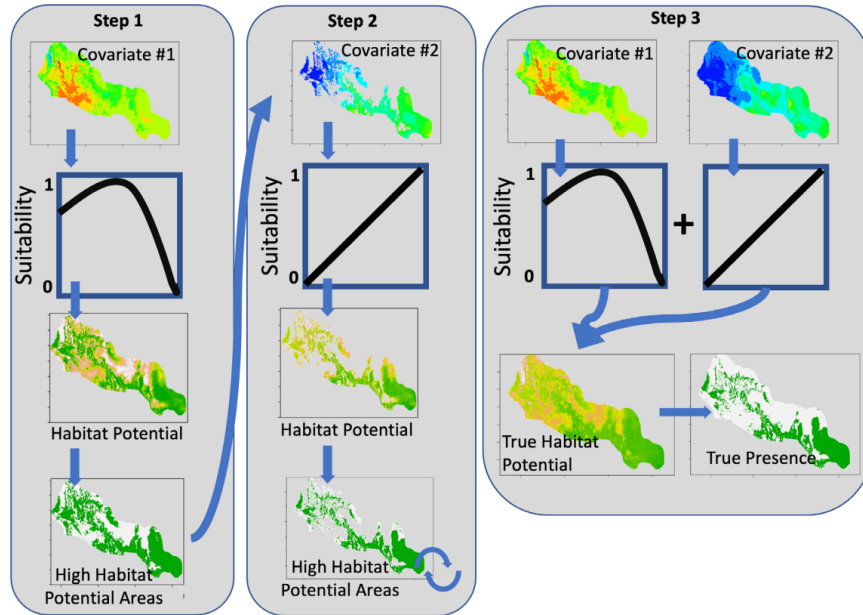 Step 1
Covariate #1
Suitability
1
0
Habitat Potential
High Habitat
Potential Areas
Step 2
Covariate #2
Suitability
1
0
Habitat Potential
High Habitat
Potential Areas
Step 3
Covariate #1
Covariate #2
Suitability
1
0
+
True Habitat
Potential
True Presence